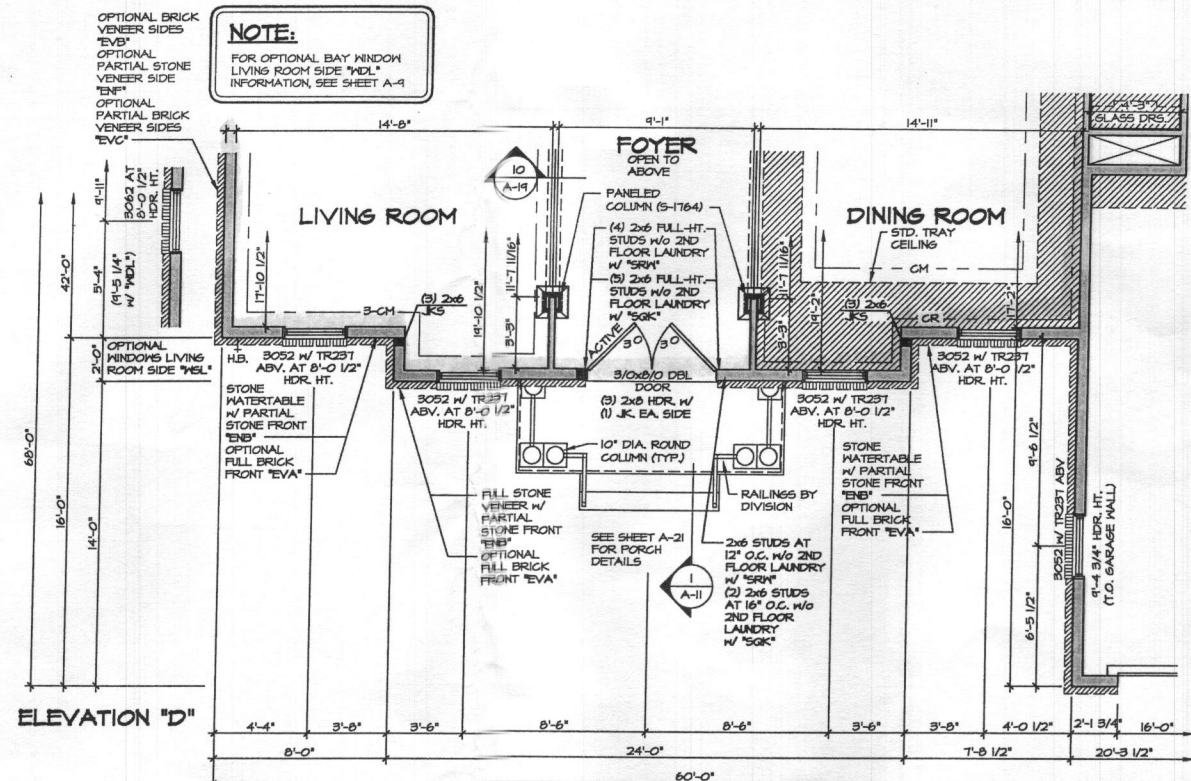 OPTIONAL BRICK
VENEER SIDES
"EVB"
OPTIONAL
PARTIAL STONE
VENEER SIDE
"ENF"
OPTIONAL
PARTIAL BRICK
VENEER SIDES
"EVC"
NOTE:
FOR OPTIONAL BAY WINDOW
LIVING ROOM SIDE "WDL"
INFORMATION, SEE SHEET A-9
14'-8"
9'-1"
14'-11"
4'-3"
GLASS DRS.
FOYER
OPEN TO
ABOVE
10
A-19
PANELED
COLUMN (S-1764)
LIVING ROOM
DINING ROOM
STD. TRAY
CEILING
CM
(4) 2x6 FULL-HT.
STUDS w/o 2ND
FLOOR LAUNDRY
W/ "SRW"
(5) 2x6 FULL-HT.
STUDS w/o 2ND
FLOOR LAUNDRY
W/ "SQK"
9'-11"
3062 AT
8'-0 1/2"
HDR. HT.
5'-4"
(9'-5 1/4"
W/ "WDL")
42'-0"
17'-10 1/2"
19'-10 1/2"
11'-7 11/16"
3'-3"
11'-7 11/16"
3'-3"
19'-2"
17'-2"
3-CM
(3) 2x6
JKS
(3) 2x6
JKS
CR
ACTIVE
30
30
OPTIONAL
WINDOWS LIVING
ROOM SIDE "WSL"
2'-0"
H.B.
3052 W/ TR237
ABV. AT 8'-0 1/2"
HDR. HT.
3052 W/ TR237
ABV. AT 8'-0 1/2"
HDR. HT.
3/0x8/0 DBL
DOOR
(3) 2x8 HDR. W/
(1) JK. EA. SIDE
3052 W/ TR237
ABV. AT 8'-0 1/2"
HDR. HT.
3052 W/ TR237
ABV. AT 8'-0 1/2"
HDR. HT.
STONE
WATERTABLE
W/ PARTIAL
STONE FRONT
"ENB"
OPTIONAL
FULL BRICK
FRONT "EVA"
10" DIA. ROUND
COLUMN (TYP.)
STONE
WATERTABLE
W/ PARTIAL
STONE FRONT
"ENB"
OPTIONAL
FULL BRICK
FRONT "EVA"
FULL STONE
VENEER W/
PARTIAL
STONE FRONT
"ENB"
OPTIONAL
FULL BRICK
FRONT "EVA"
RAILINGS BY
DIVISION
SEE SHEET A-21
FOR PORCH
DETAILS
1
A-11
2x6 STUDS AT
12" O.C. w/o 2ND
FLOOR LAUNDRY
W/ "SRW"
(2) 2x6 STUDS
AT 16" O.C. w/o
2ND FLOOR
LAUNDRY
W/ "SQK"
68'-0"
16'-0"
14'-0"
9'-6 1/2"
16'-0"
6'-5 1/2"
3052 W/ TR237 ABV
9'-4 3/4" HDR. HT.
(T.O. GARAGE WALL)
ELEVATION "D"
4'-4"
3'-8"
3'-6"
8'-6"
8'-6"
3'-6"
3'-8"
4'-0 1/2"
2'-1 3/4"
16'-0"
8'-0"
24'-0"
7'-8 1/2"
20'-3 1/2"
60'-0"